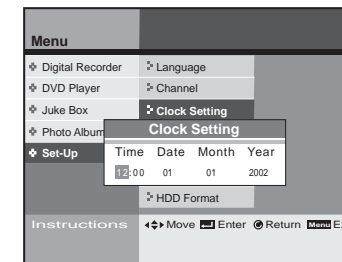 Menu
Digital Recorder
Language
DVD Player
Channel
Juke Box
Clock Setting
Photo Album
Clock Setting
Set-Up
Time Date Month Year
12:00 01 01 2002
HDD Format
Instructions
Move Enter Return Menu